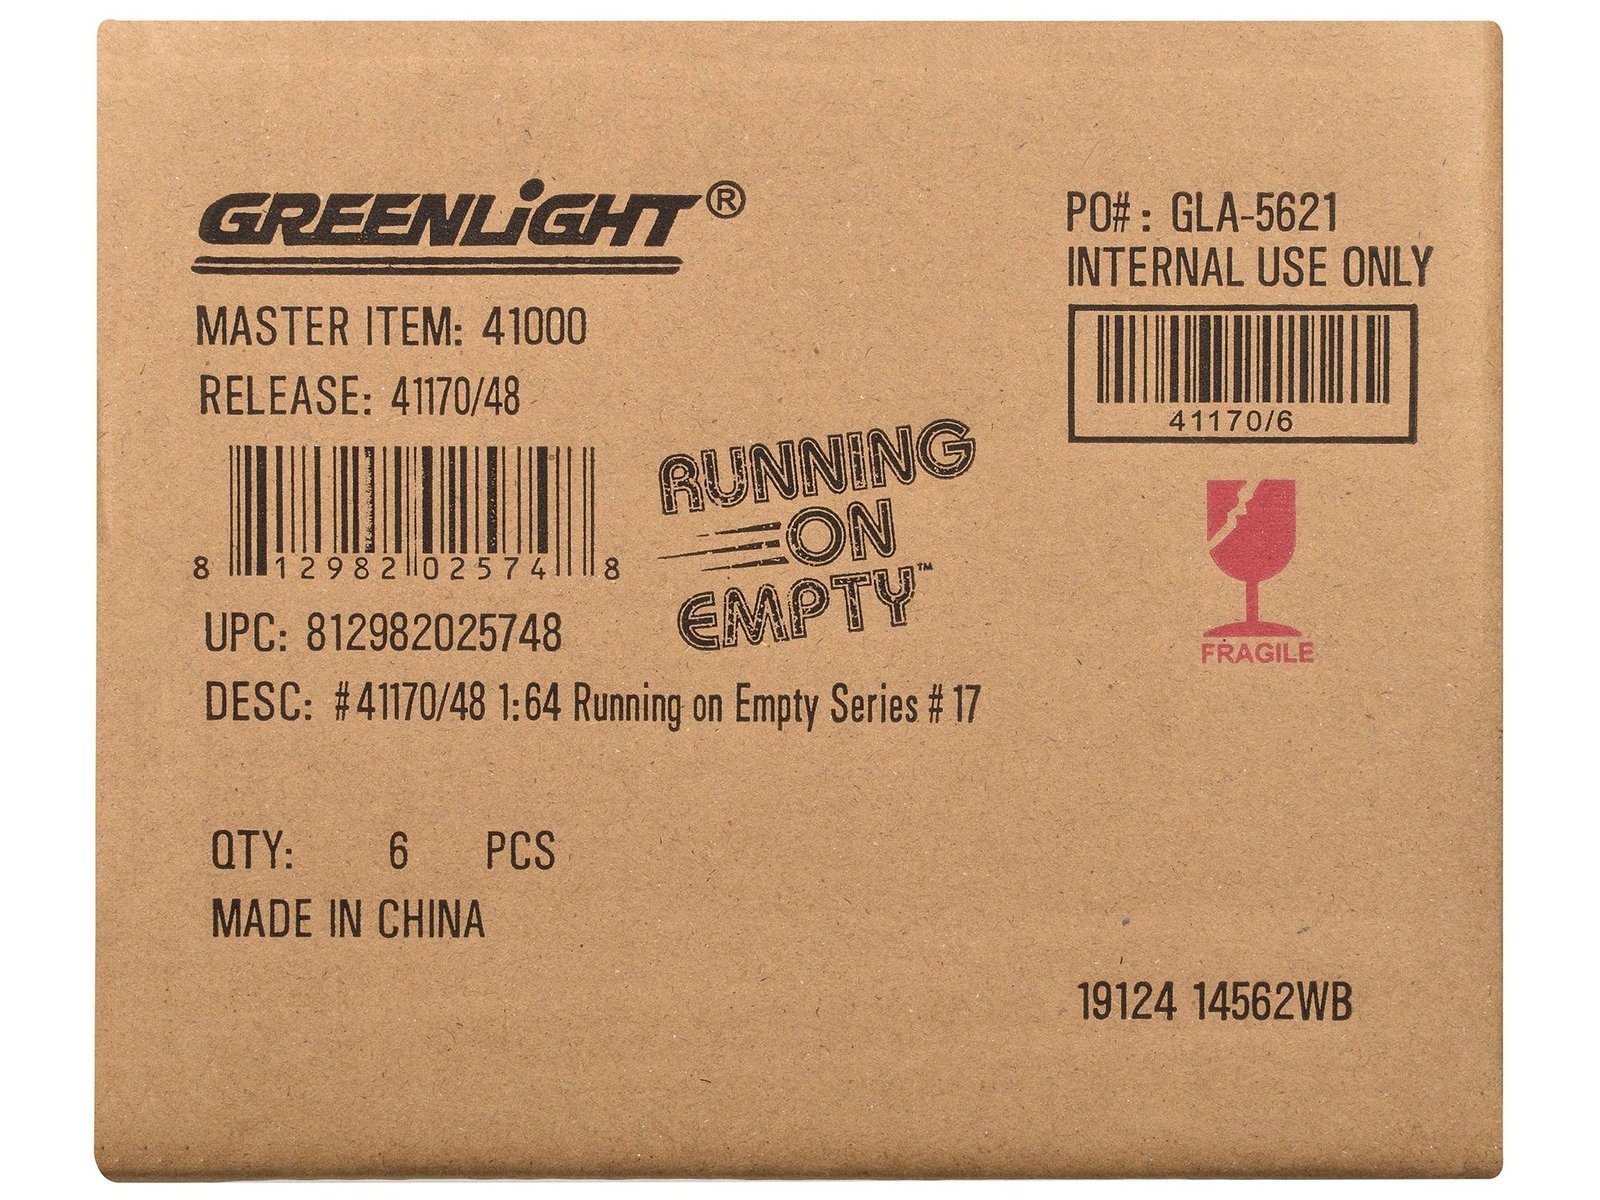 GREENLiGHT®
MASTER ITEM: 41000
RELEASE: 41170/48
8 12982 02574 8
UPC: 812982025748
DESC: #41170/48 1:64 Running on Empty Series #17
RUNNING
ON
EMPTY™
QTY: 6 PCS
MADE IN CHINA
PO#: GLA-5621
INTERNAL USE ONLY
41170/6
FRAGILE
19124 14562WB